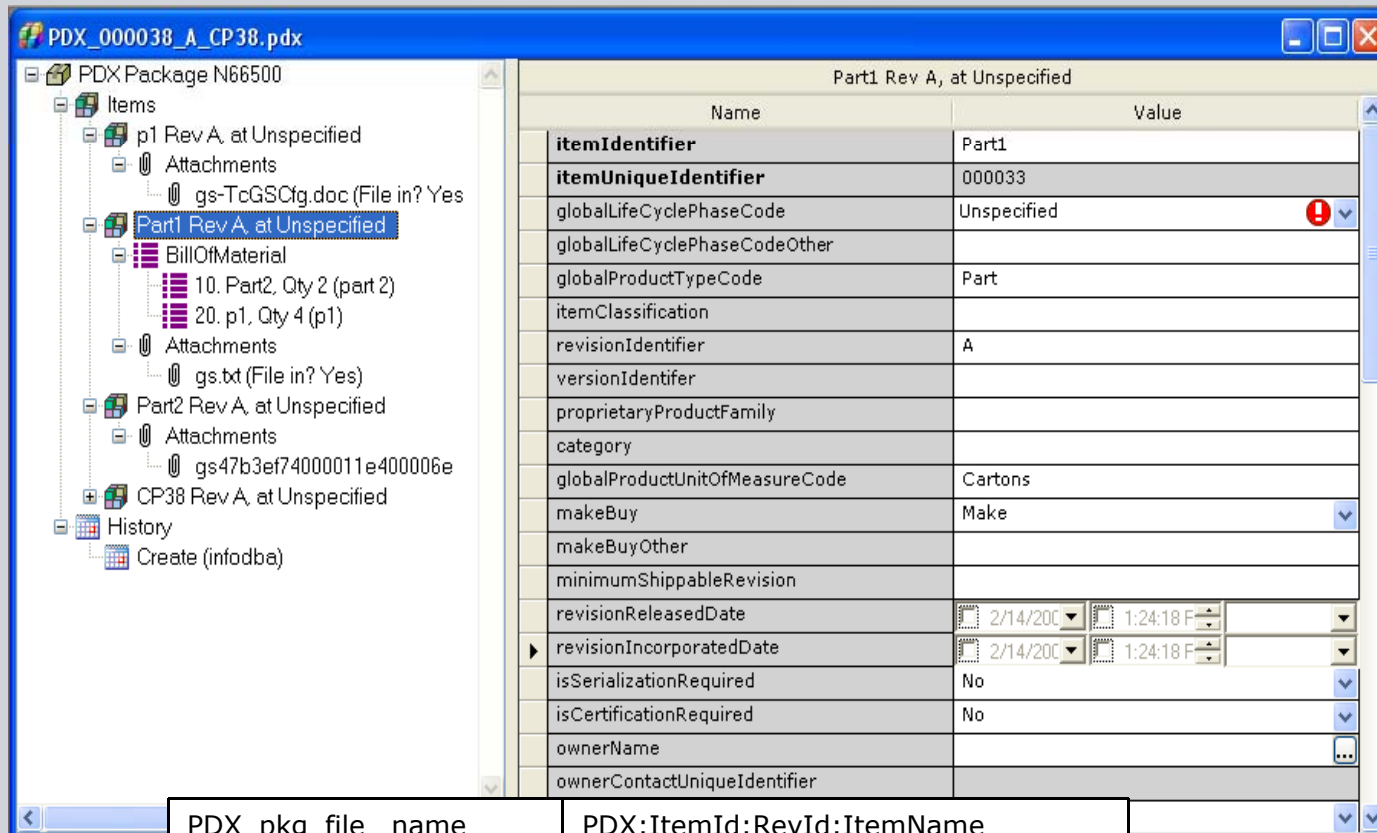 PDX_000038_A_CP38.pdx
PDX Package N66500
Items
p1 Rev A, at Unspecified
Attachments
gs-TcGSCfg.doc (File in? Yes
Part1 Rev A, at Unspecified
BillOfMaterial
10. Part2, Qty 2 (part 2)
20. p1, Qty 4 (p1)
Attachments
gs.txt (File in? Yes)
Part2 Rev A, at Unspecified
Attachments
gs47b3ef74000011e400006e
CP38 Rev A, at Unspecified
History
Create (infodba)
Part1 Rev A, at Unspecified
Name Value
itemIdentifier Part1
itemUniqueIdentifier 000033
globalLifeCyclePhaseCode Unspecified
globalLifeCyclePhaseCodeOther
globalProductTypeCode Part
itemClassification
revisionIdentifier A
versionIdentifer
proprietaryProductFamily
category
globalProductUnitOfMeasureCode Cartons
makeBuy Make
makeBuyOther
minimumShippableRevision
revisionReleasedDate 2/14/200 1:24:18 F
revisionIncorporatedDate 2/14/200 1:24:18 F
isSerializationRequired No
isCertificationRequired No
ownerName ...
ownerContactUniqueIdentifier
PDX_pkg_file_name PDX:ItemId:RevId:ItemName